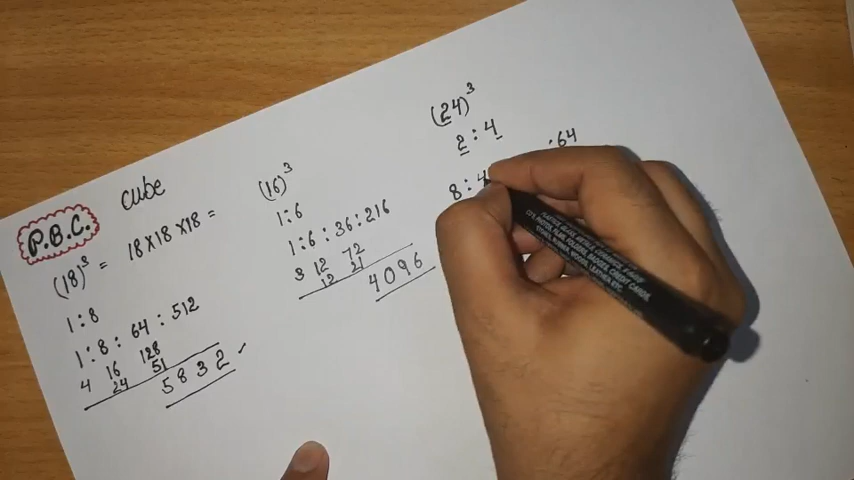 P.B.C.
cube
(18)³ = 18×18×18 =
1:8
1:8: 64 : 512
4 16 128
24 51
5832 ✓
(16)³
1:6
1:6 : 36 : 216
3 12 72
12 21
4096
(24)³
2:4
:64
8:4